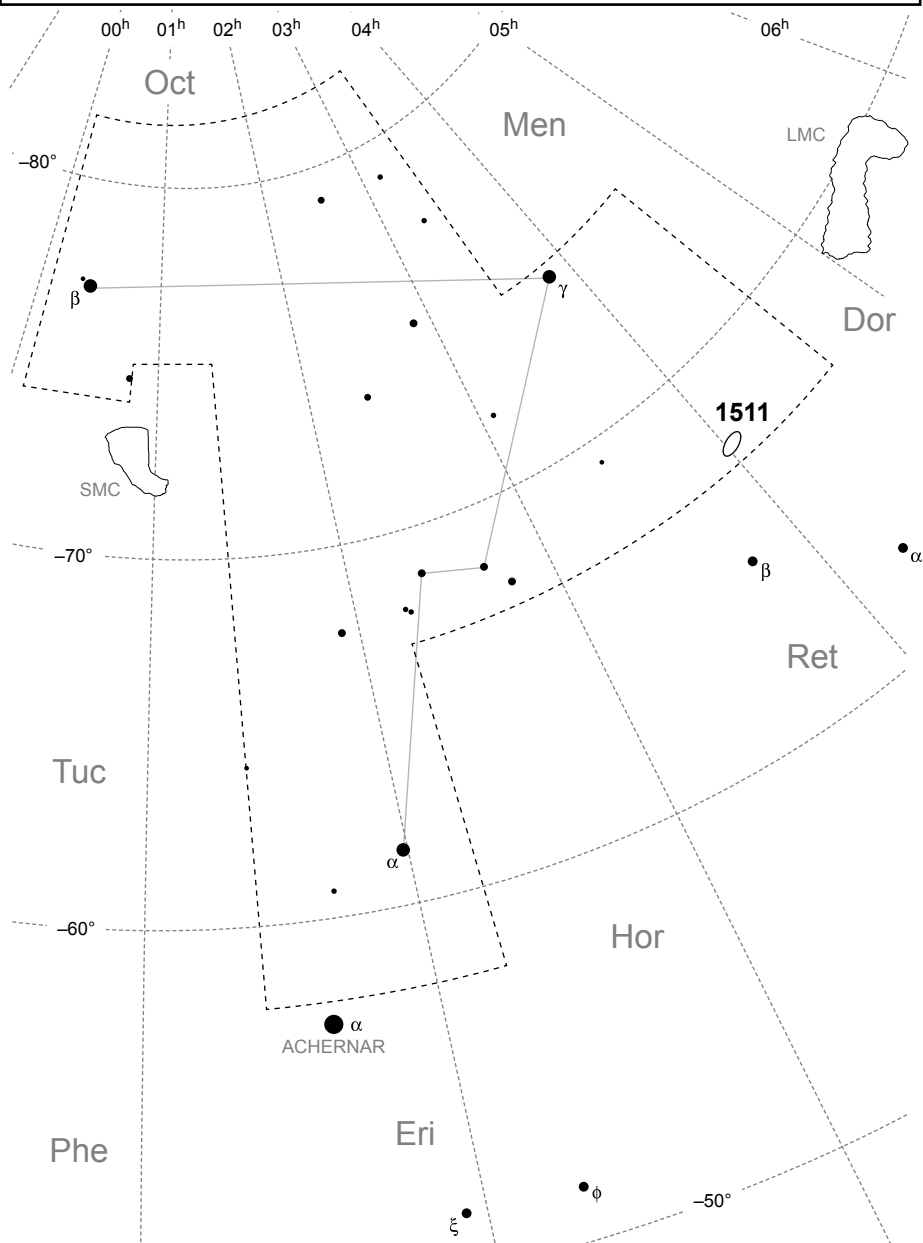 00h 01h 02h 03h 04h 05h 06h
Oct
Men
LMC
–80°
β
γ
Dor
1511
SMC
–70°
β
α
Ret
Tuc
α
–60°
Hor
α
ACHERNAR
Eri
Phe
ϕ
–50°
ξ